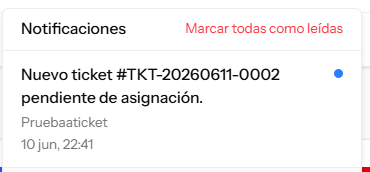 Notificaciones
Marcar todas como leídas
Nuevo ticket #TKT-20260611-0002
pendiente de asignación.
Pruebaaticket
10 jun, 22:41